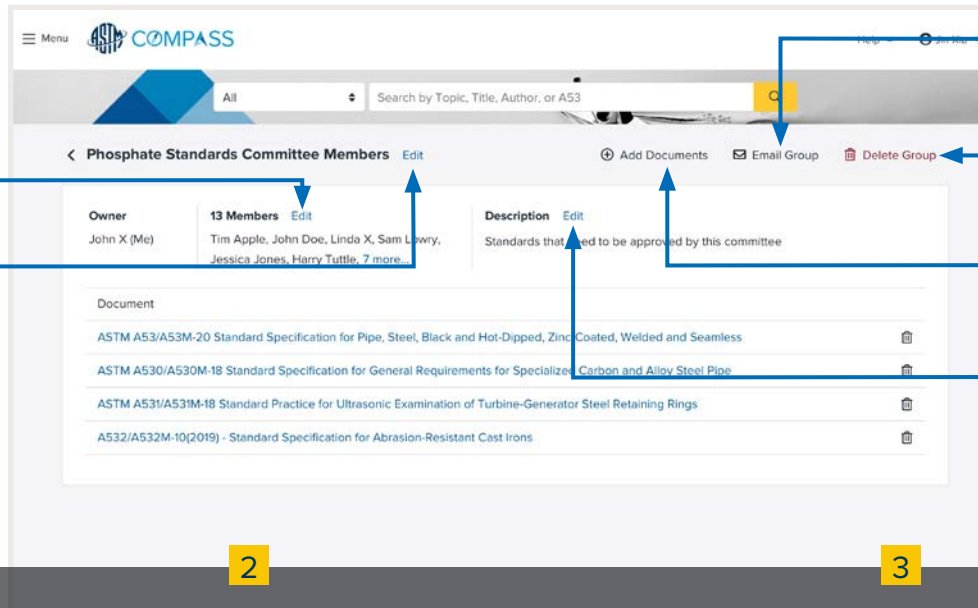 Menu
ASTM COMPASS
Help
All
Search by Topic, Title, Author, or A53
Phosphate Standards Committee Members Edit
Add Documents
Email Group
Delete Group
Owner
John X (Me)
13 Members Edit
Tim Apple, John Doe, Linda X, Sam Lowry,
Jessica Jones, Harry Tuttle, 7 more...
Description Edit
Standards that need to be approved by this committee
Document
ASTM A53/A53M-20 Standard Specification for Pipe, Steel, Black and Hot-Dipped, Zinc-Coated, Welded and Seamless
ASTM A530/A530M-18 Standard Specification for General Requirements for Specialized Carbon and Alloy Steel Pipe
ASTM A531/A531M-18 Standard Practice for Ultrasonic Examination of Turbine-Generator Steel Retaining Rings
A532/A532M-10(2019) - Standard Specification for Abrasion-Resistant Cast Irons
2
3